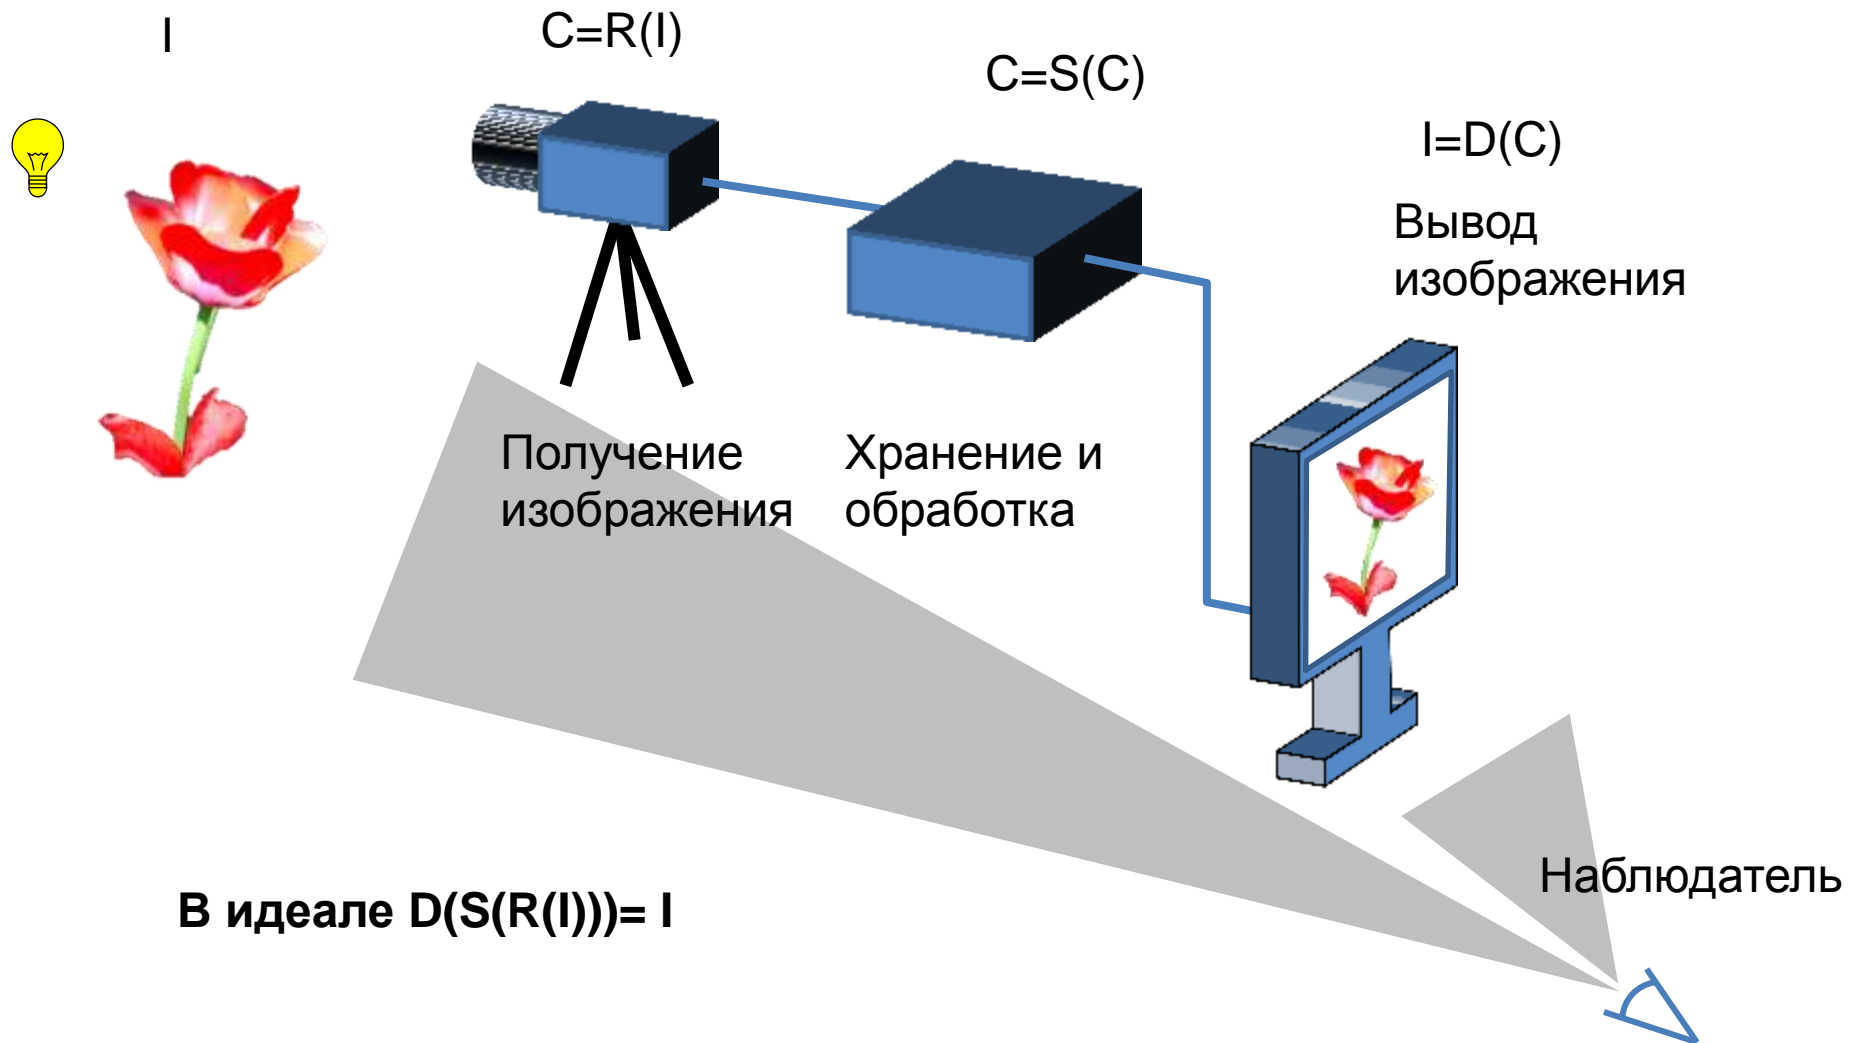 I
C=R(I)
C=S(C)
I=D(C)
Вывод
изображения
Получение
изображения
Хранение и
обработка
Наблюдатель
В идеале D(S(R(I)))= I